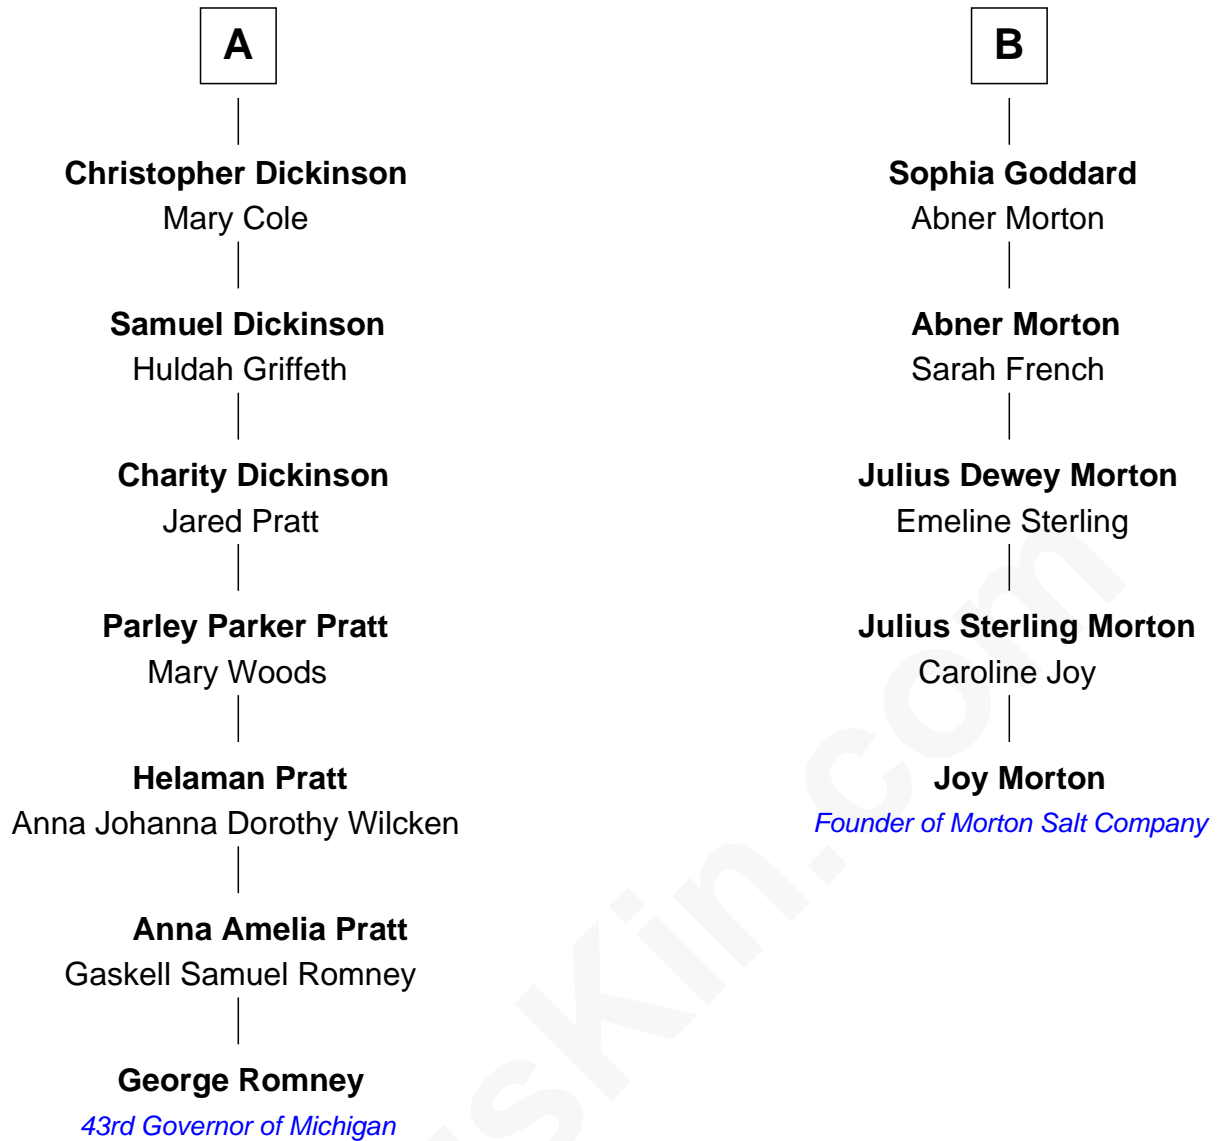 A
Christopher Dickinson
Mary Cole
Samuel Dickinson
Huldah Griffeth
Charity Dickinson
Jared Pratt
Parley Parker Pratt
Mary Woods
Helaman Pratt
Anna Johanna Dorothy Wilcken
Anna Amelia Pratt
Gaskell Samuel Romney
George Romney
43rd Governor of Michigan
B
Sophia Goddard
Abner Morton
Abner Morton
Sarah French
Julius Dewey Morton
Emeline Sterling
Julius Sterling Morton
Caroline Joy
Joy Morton
Founder of Morton Salt Company